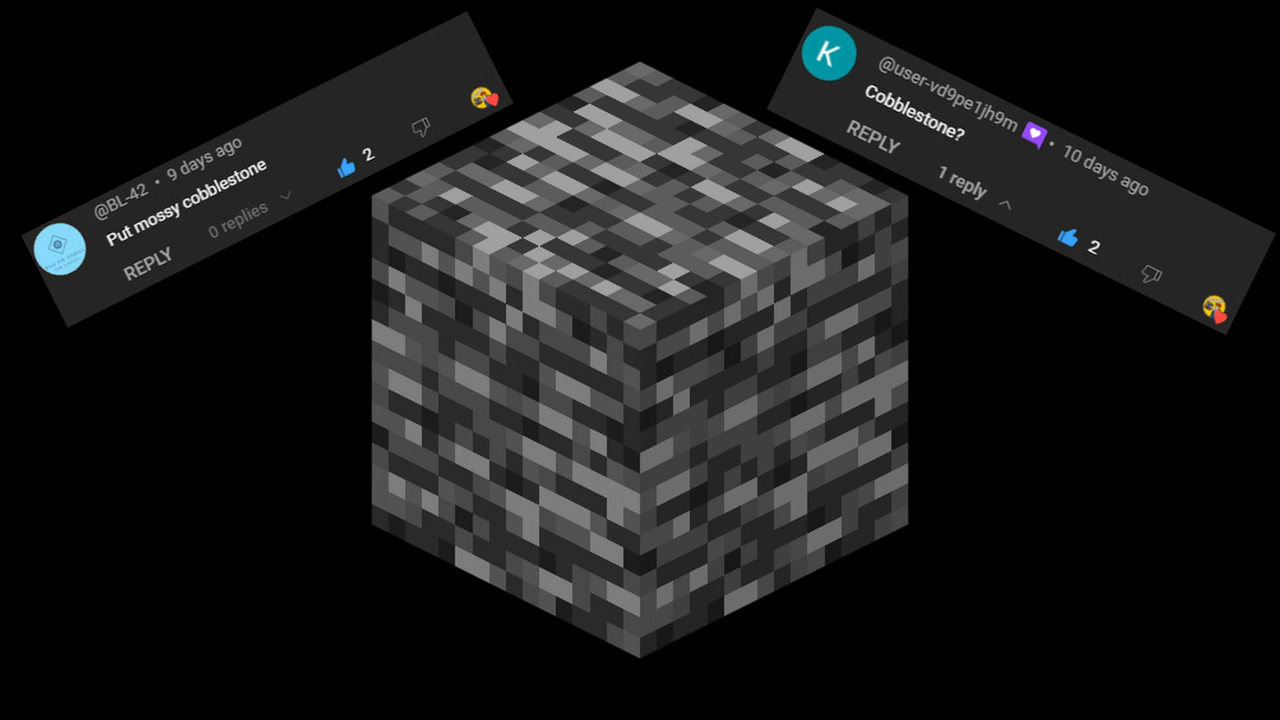 @BL-42 • 9 days ago
Put mossy cobblestone
REPLY
0 replies
2
K
@user-vd9pe1jh9m • 10 days ago
Cobblestone?
REPLY
1 reply
2